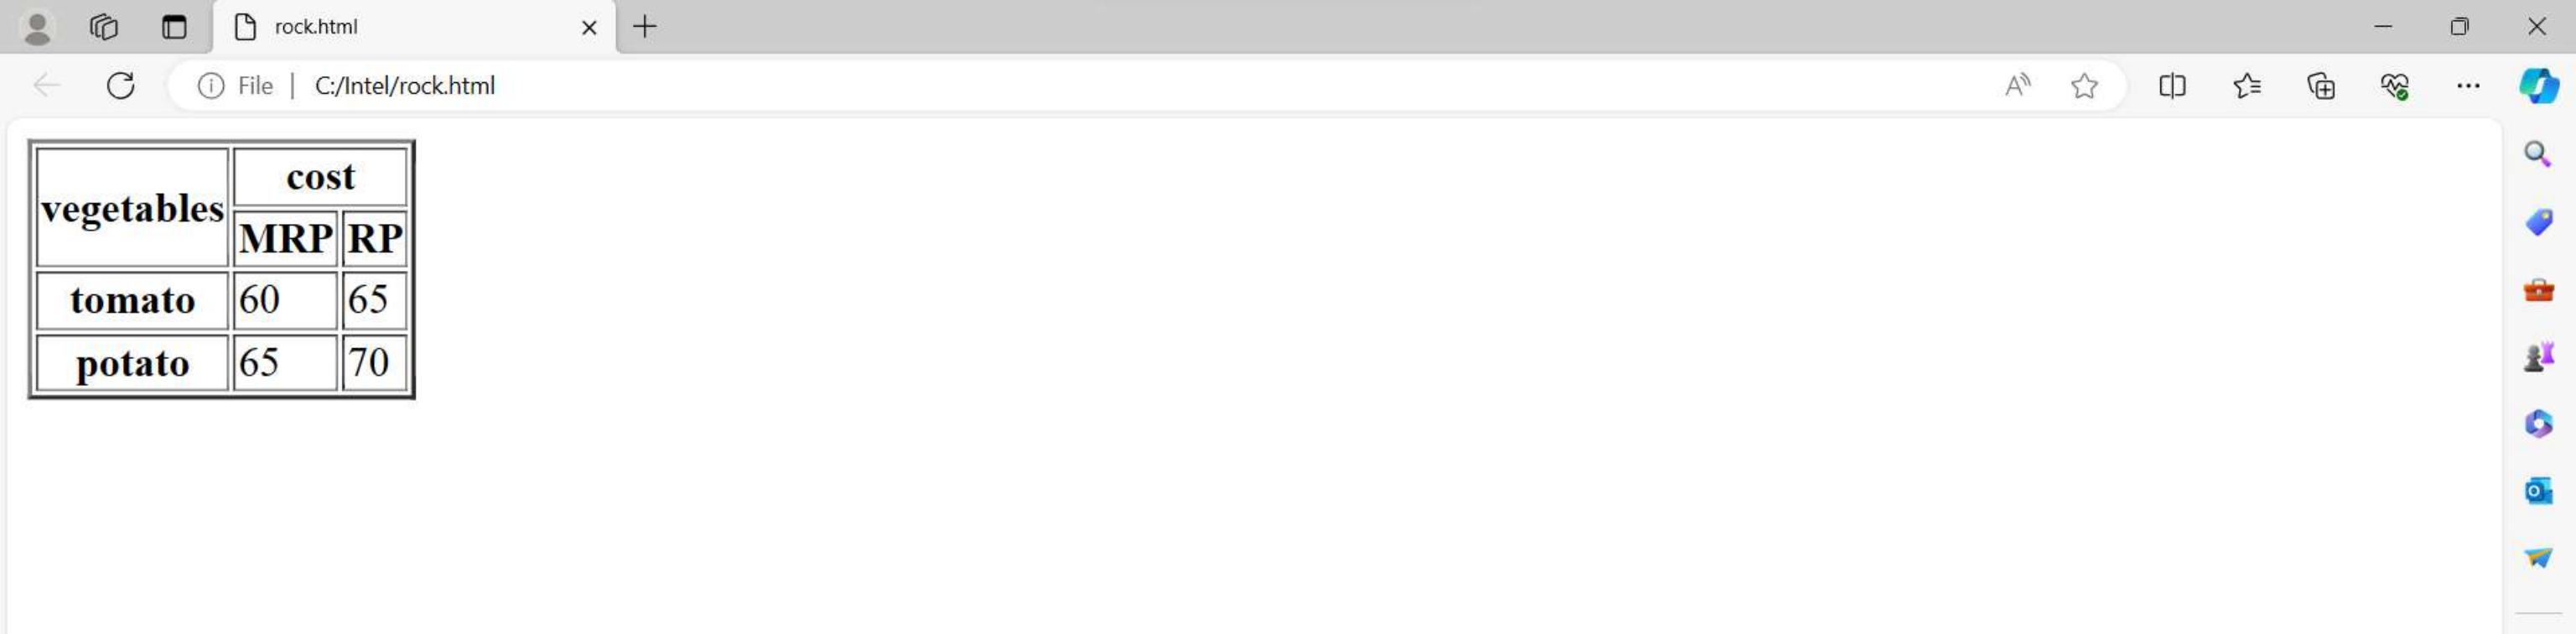 rock.html
File | C:/Intel/rock.html
cost
vegetables
MRP RP
tomato 60 65
potato 65 70